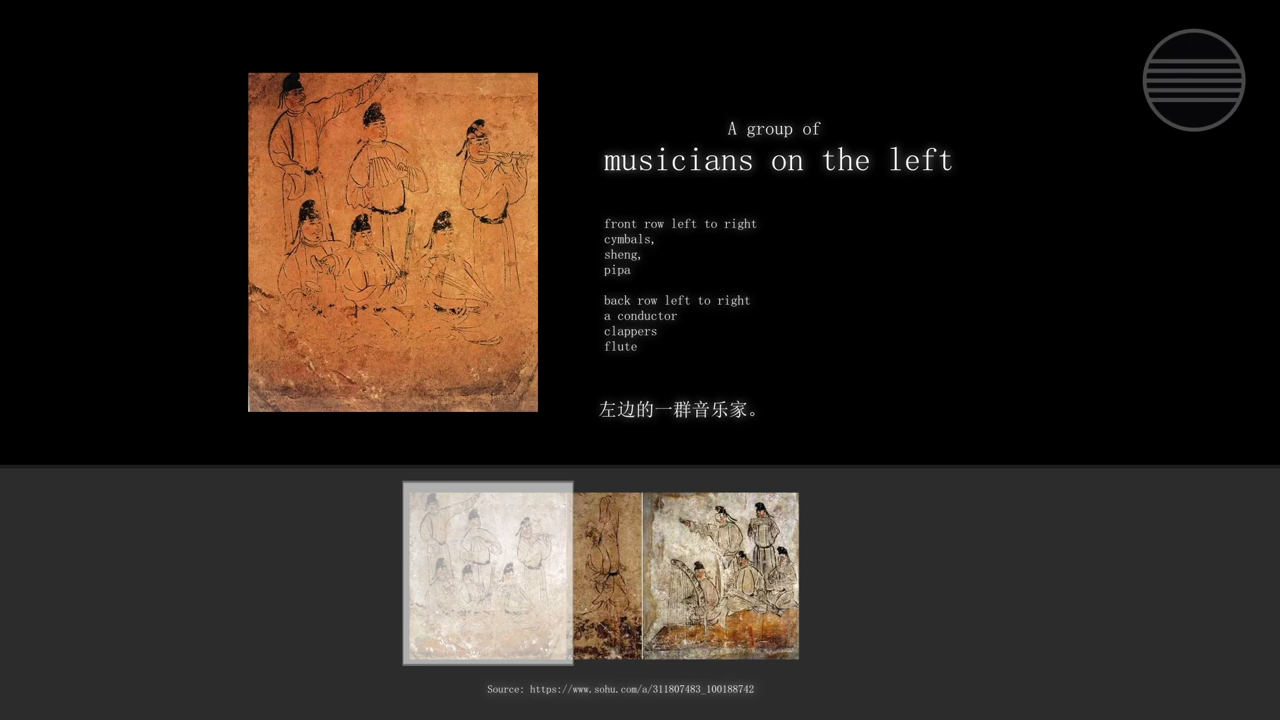 A group of
musicians on the left
front row left to right
cymbals,
sheng,
pipa
back row left to right
a conductor
clappers
flute
左边的一群音乐家。
Source: https://www.sohu.com/a/311807483_100188742